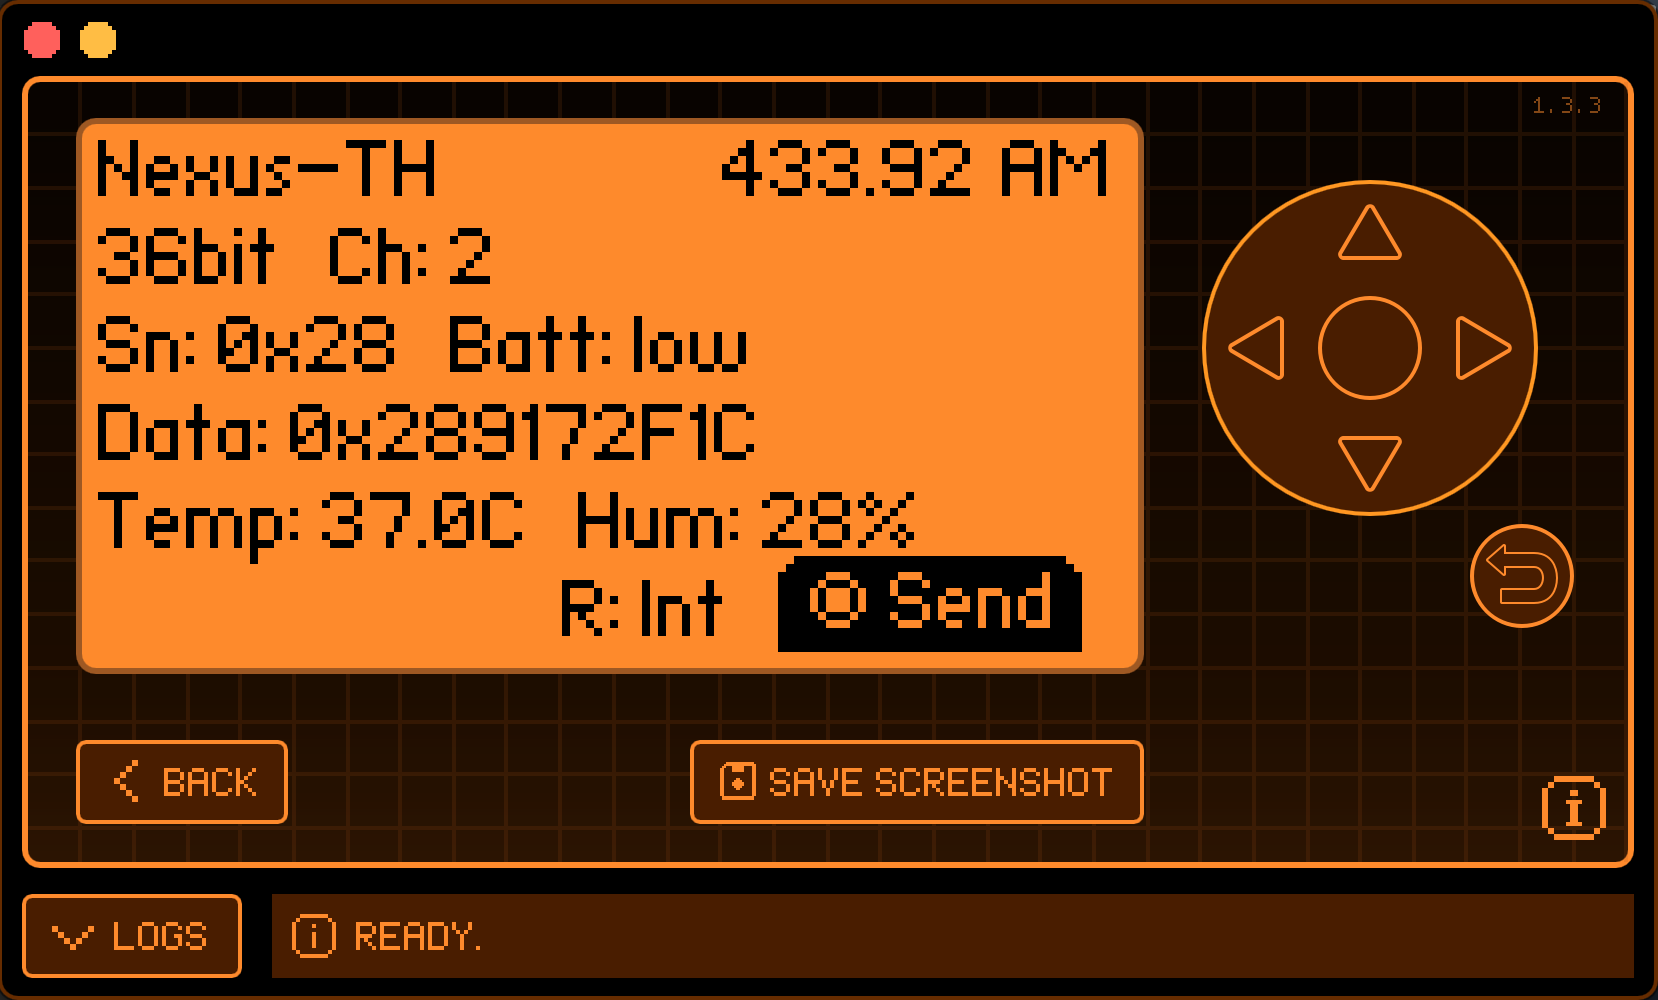 1.3.3
Nexus-TH 433.92 AM
36bit Ch: 2
Sn: 0x28 Batt: low
Data: 0x289172F1C
Temp: 37.0C Hum: 28%
R: Int Send
BACK SAVE SCREENSHOT
LOGS READY.